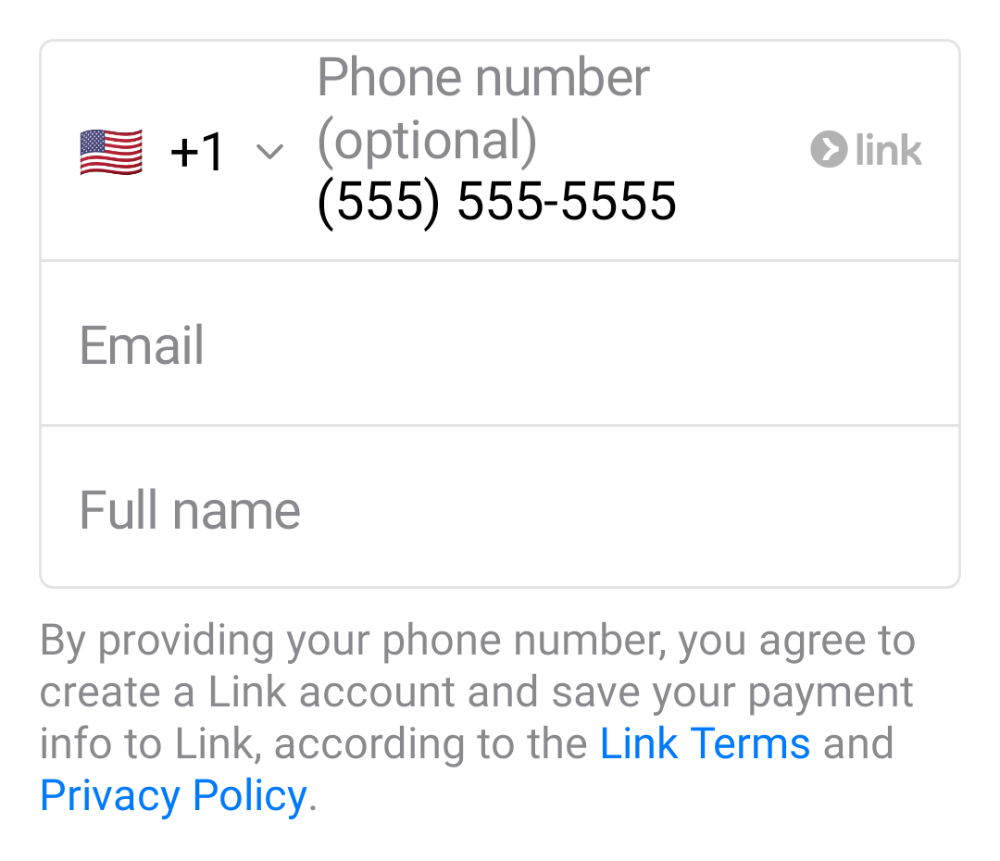 Phone number
(optional)
+1 (555) 555-5555 link
Email
Full name
By providing your phone number, you agree to
create a Link account and save your payment
info to Link, according to the Link Terms and
Privacy Policy.